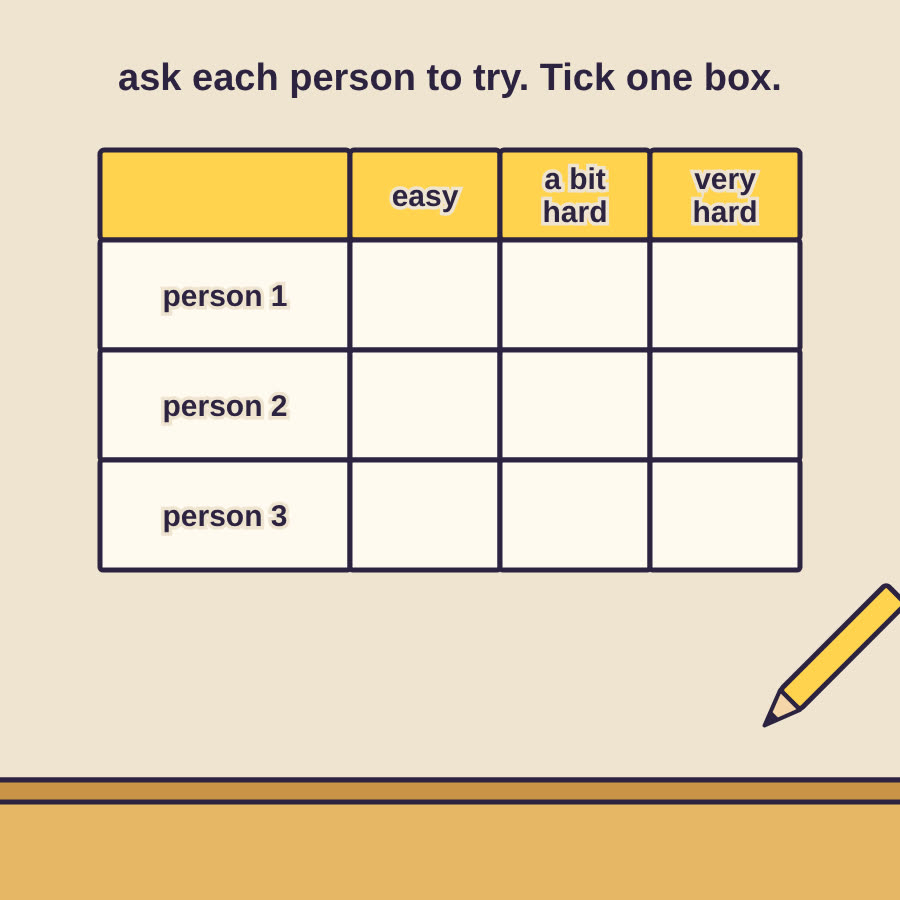 ask each person to try. Tick one box.
easy
a bit
hard
very
hard
person 1
person 2
person 3